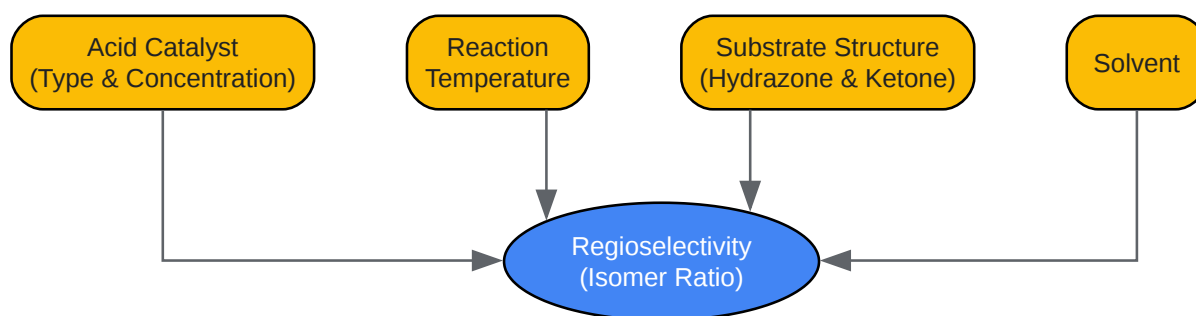 Acid Catalyst
(Type & Concentration)
Reaction
Temperature
Substrate Structure
(Hydrazone & Ketone)
Solvent
Regioselectivity
(Isomer Ratio)